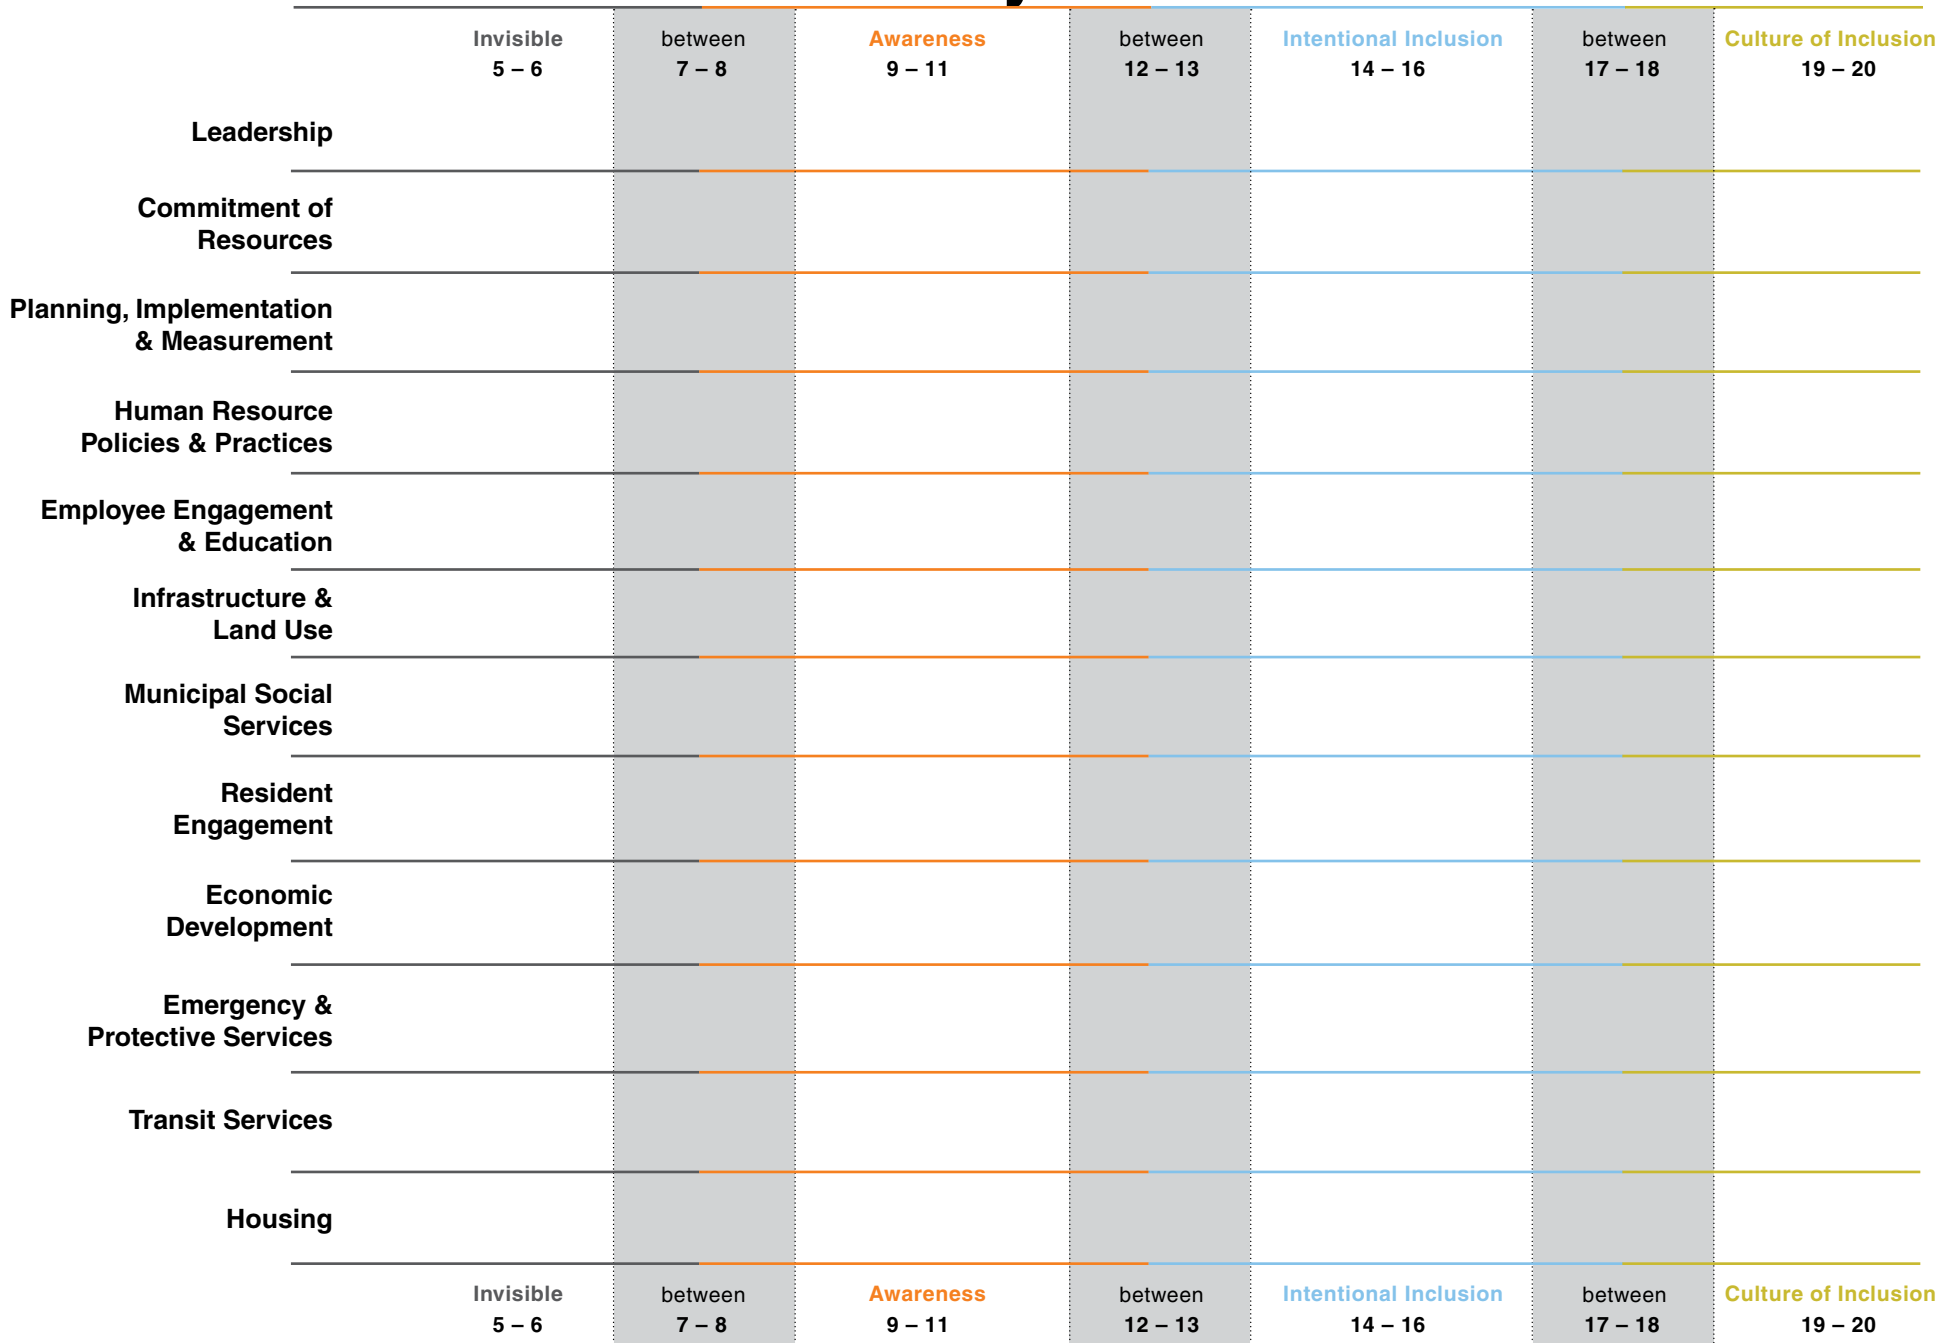 Invisible between Awareness between Intentional Inclusion between Culture of Inclusion
5 – 6 7 – 8 9 – 11 12 – 13 14 – 16 17 – 18 19 – 20
Leadership
Commitment of
Resources
Planning, Implementation
& Measurement
Human Resource
Policies & Practices
Employee Engagement
& Education
Infrastructure &
Land Use
Municipal Social
Services
Resident
Engagement
Economic
Development
Emergency &
Protective Services
Transit Services
Housing
Invisible between Awareness between Intentional Inclusion between Culture of Inclusion
5 – 6 7 – 8 9 – 11 12 – 13 14 – 16 17 – 18 19 – 20